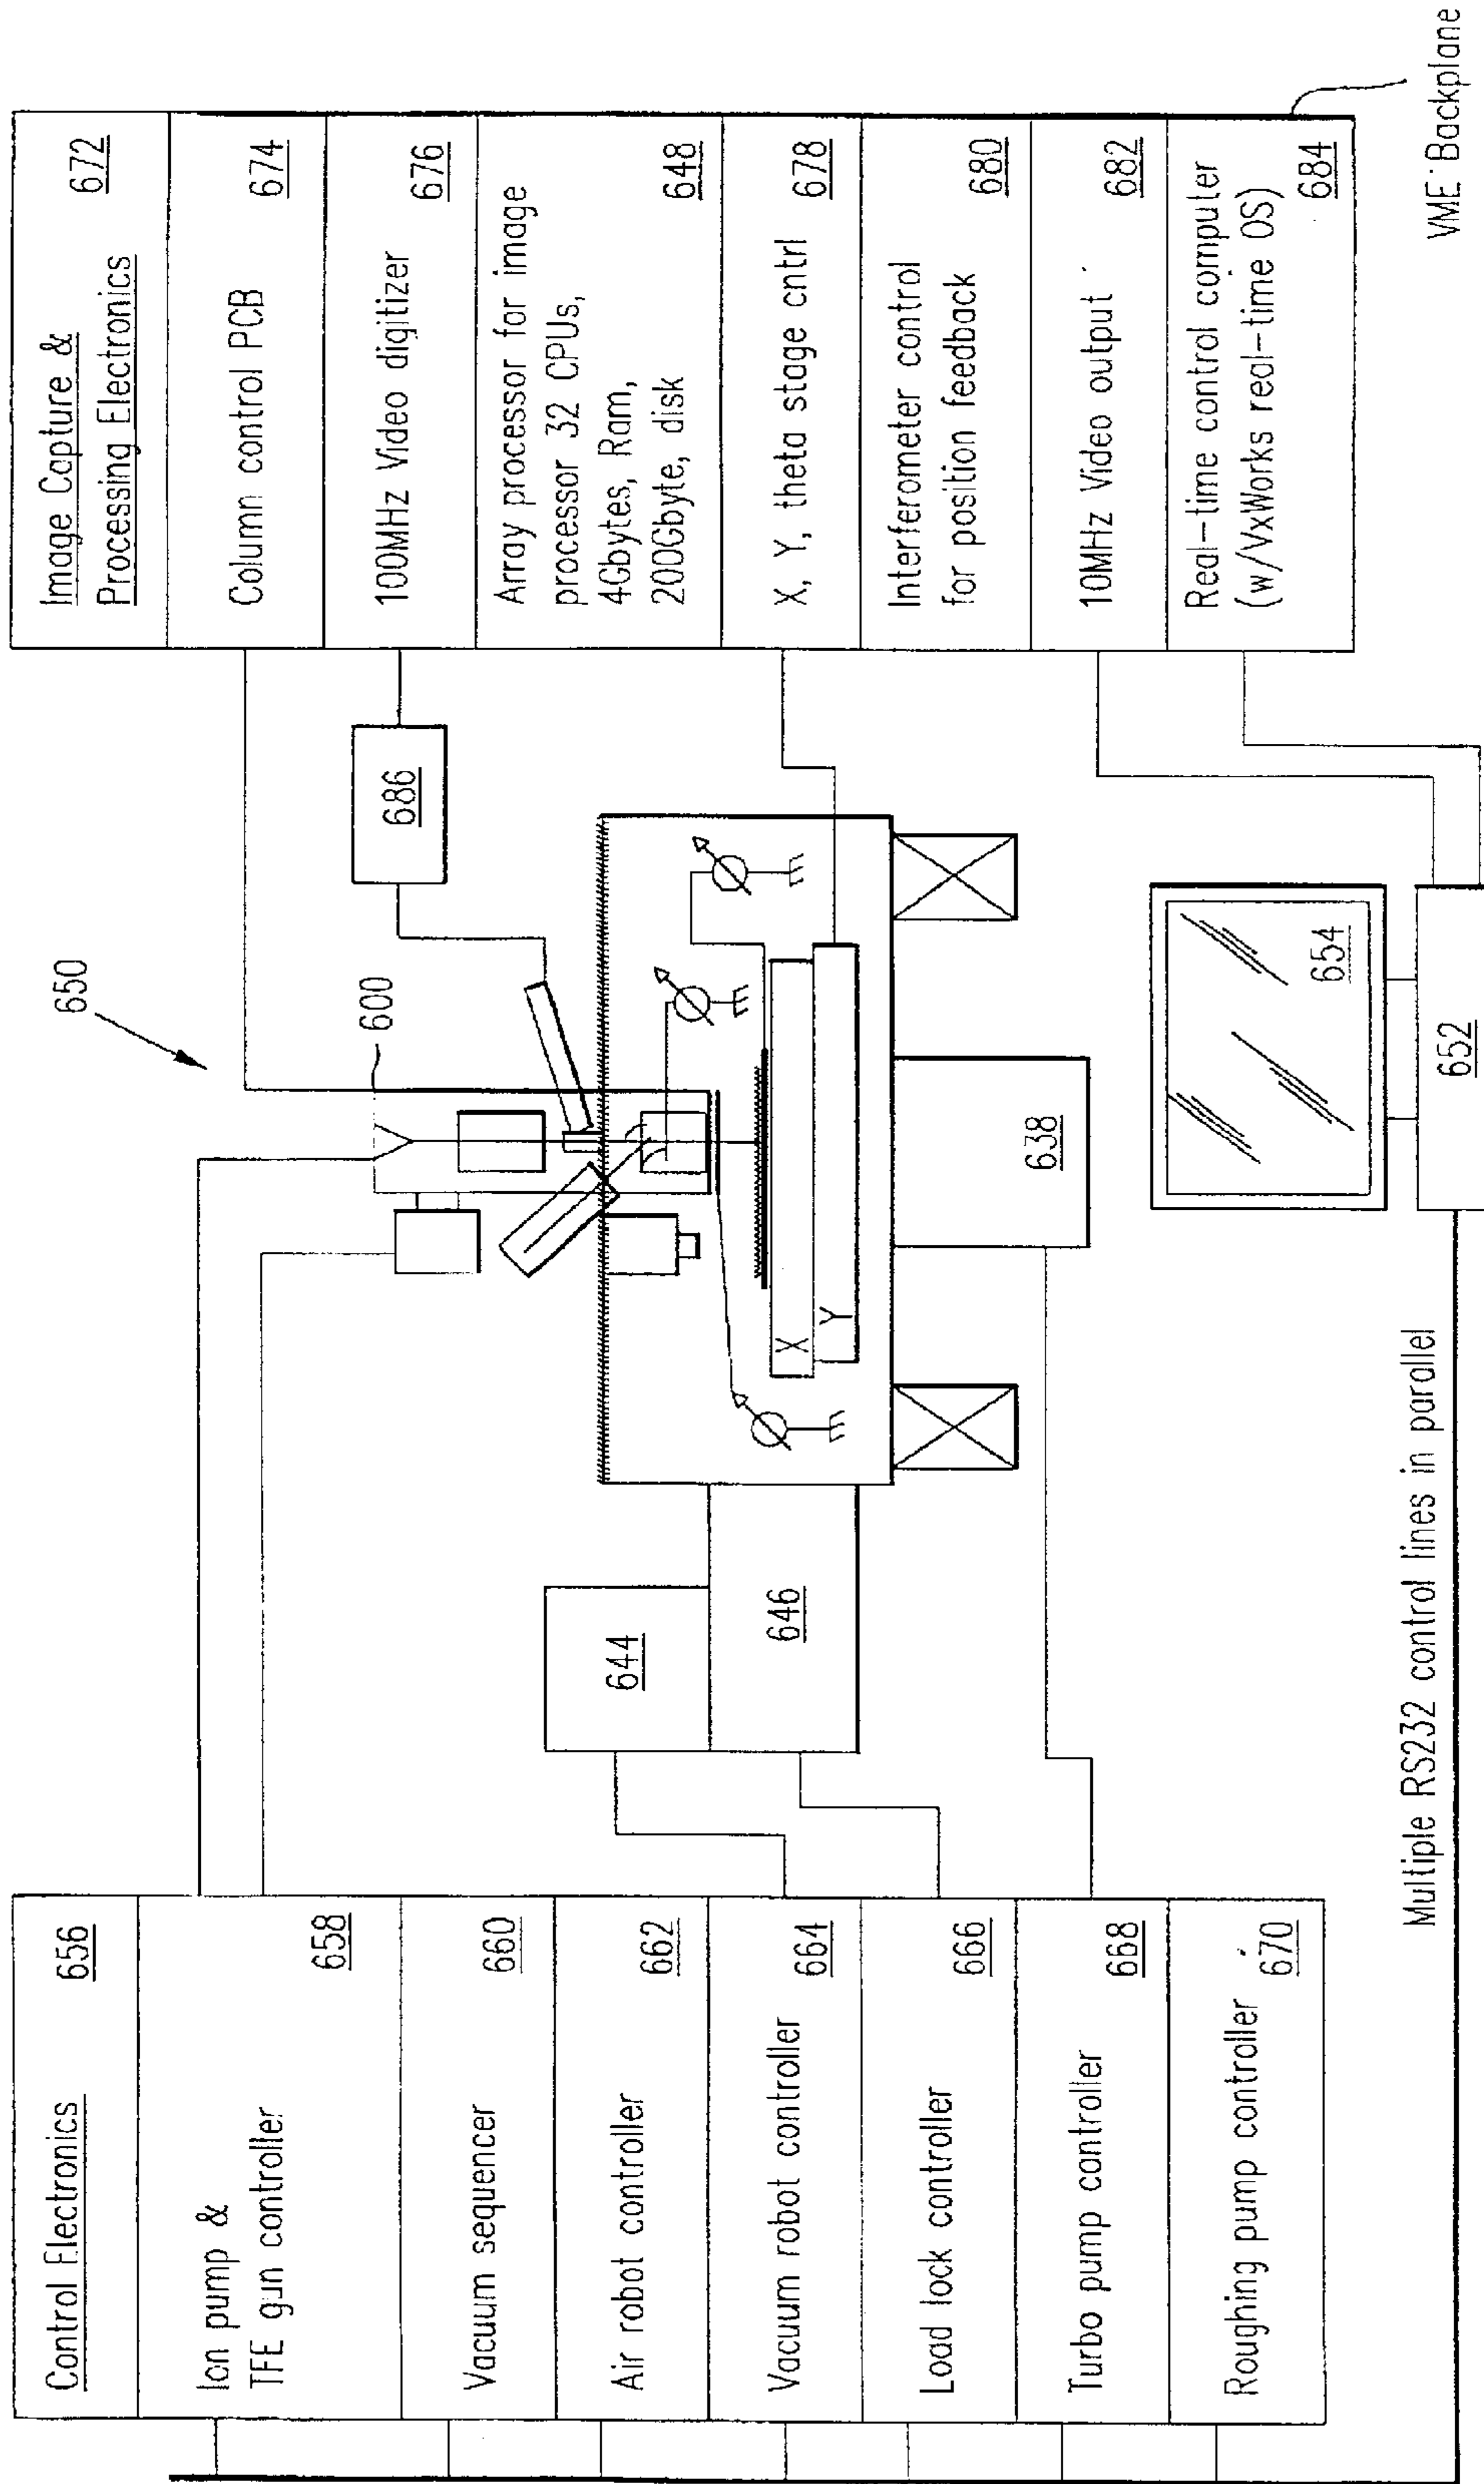 Control Electronics 656
Ion pump &
TFE gun controller 658
Vacuum sequencer 660
Air robot controller 662
Vacuum robot controller 664
Load lock controller 666
Turbo pump controller 668
Roughing pump controller 670
650
600
644
646
X
Y
638
686
654
652
Multiple RS232 control lines in parallel
Image Capture &
Processing Electronics 672
Column control PCB 674
100MHz Video digitizer 676
Array processor for image
processor 32 CPUs,
4Gbytes, Ram,
200Gbyte, disk 648
X, Y, theta stage cntrl 678
Interferometer control
for position feedback 680
10MHz Video output 682
Real-time control computer
(w/VxWorks real-time OS) 684
VME Backplane